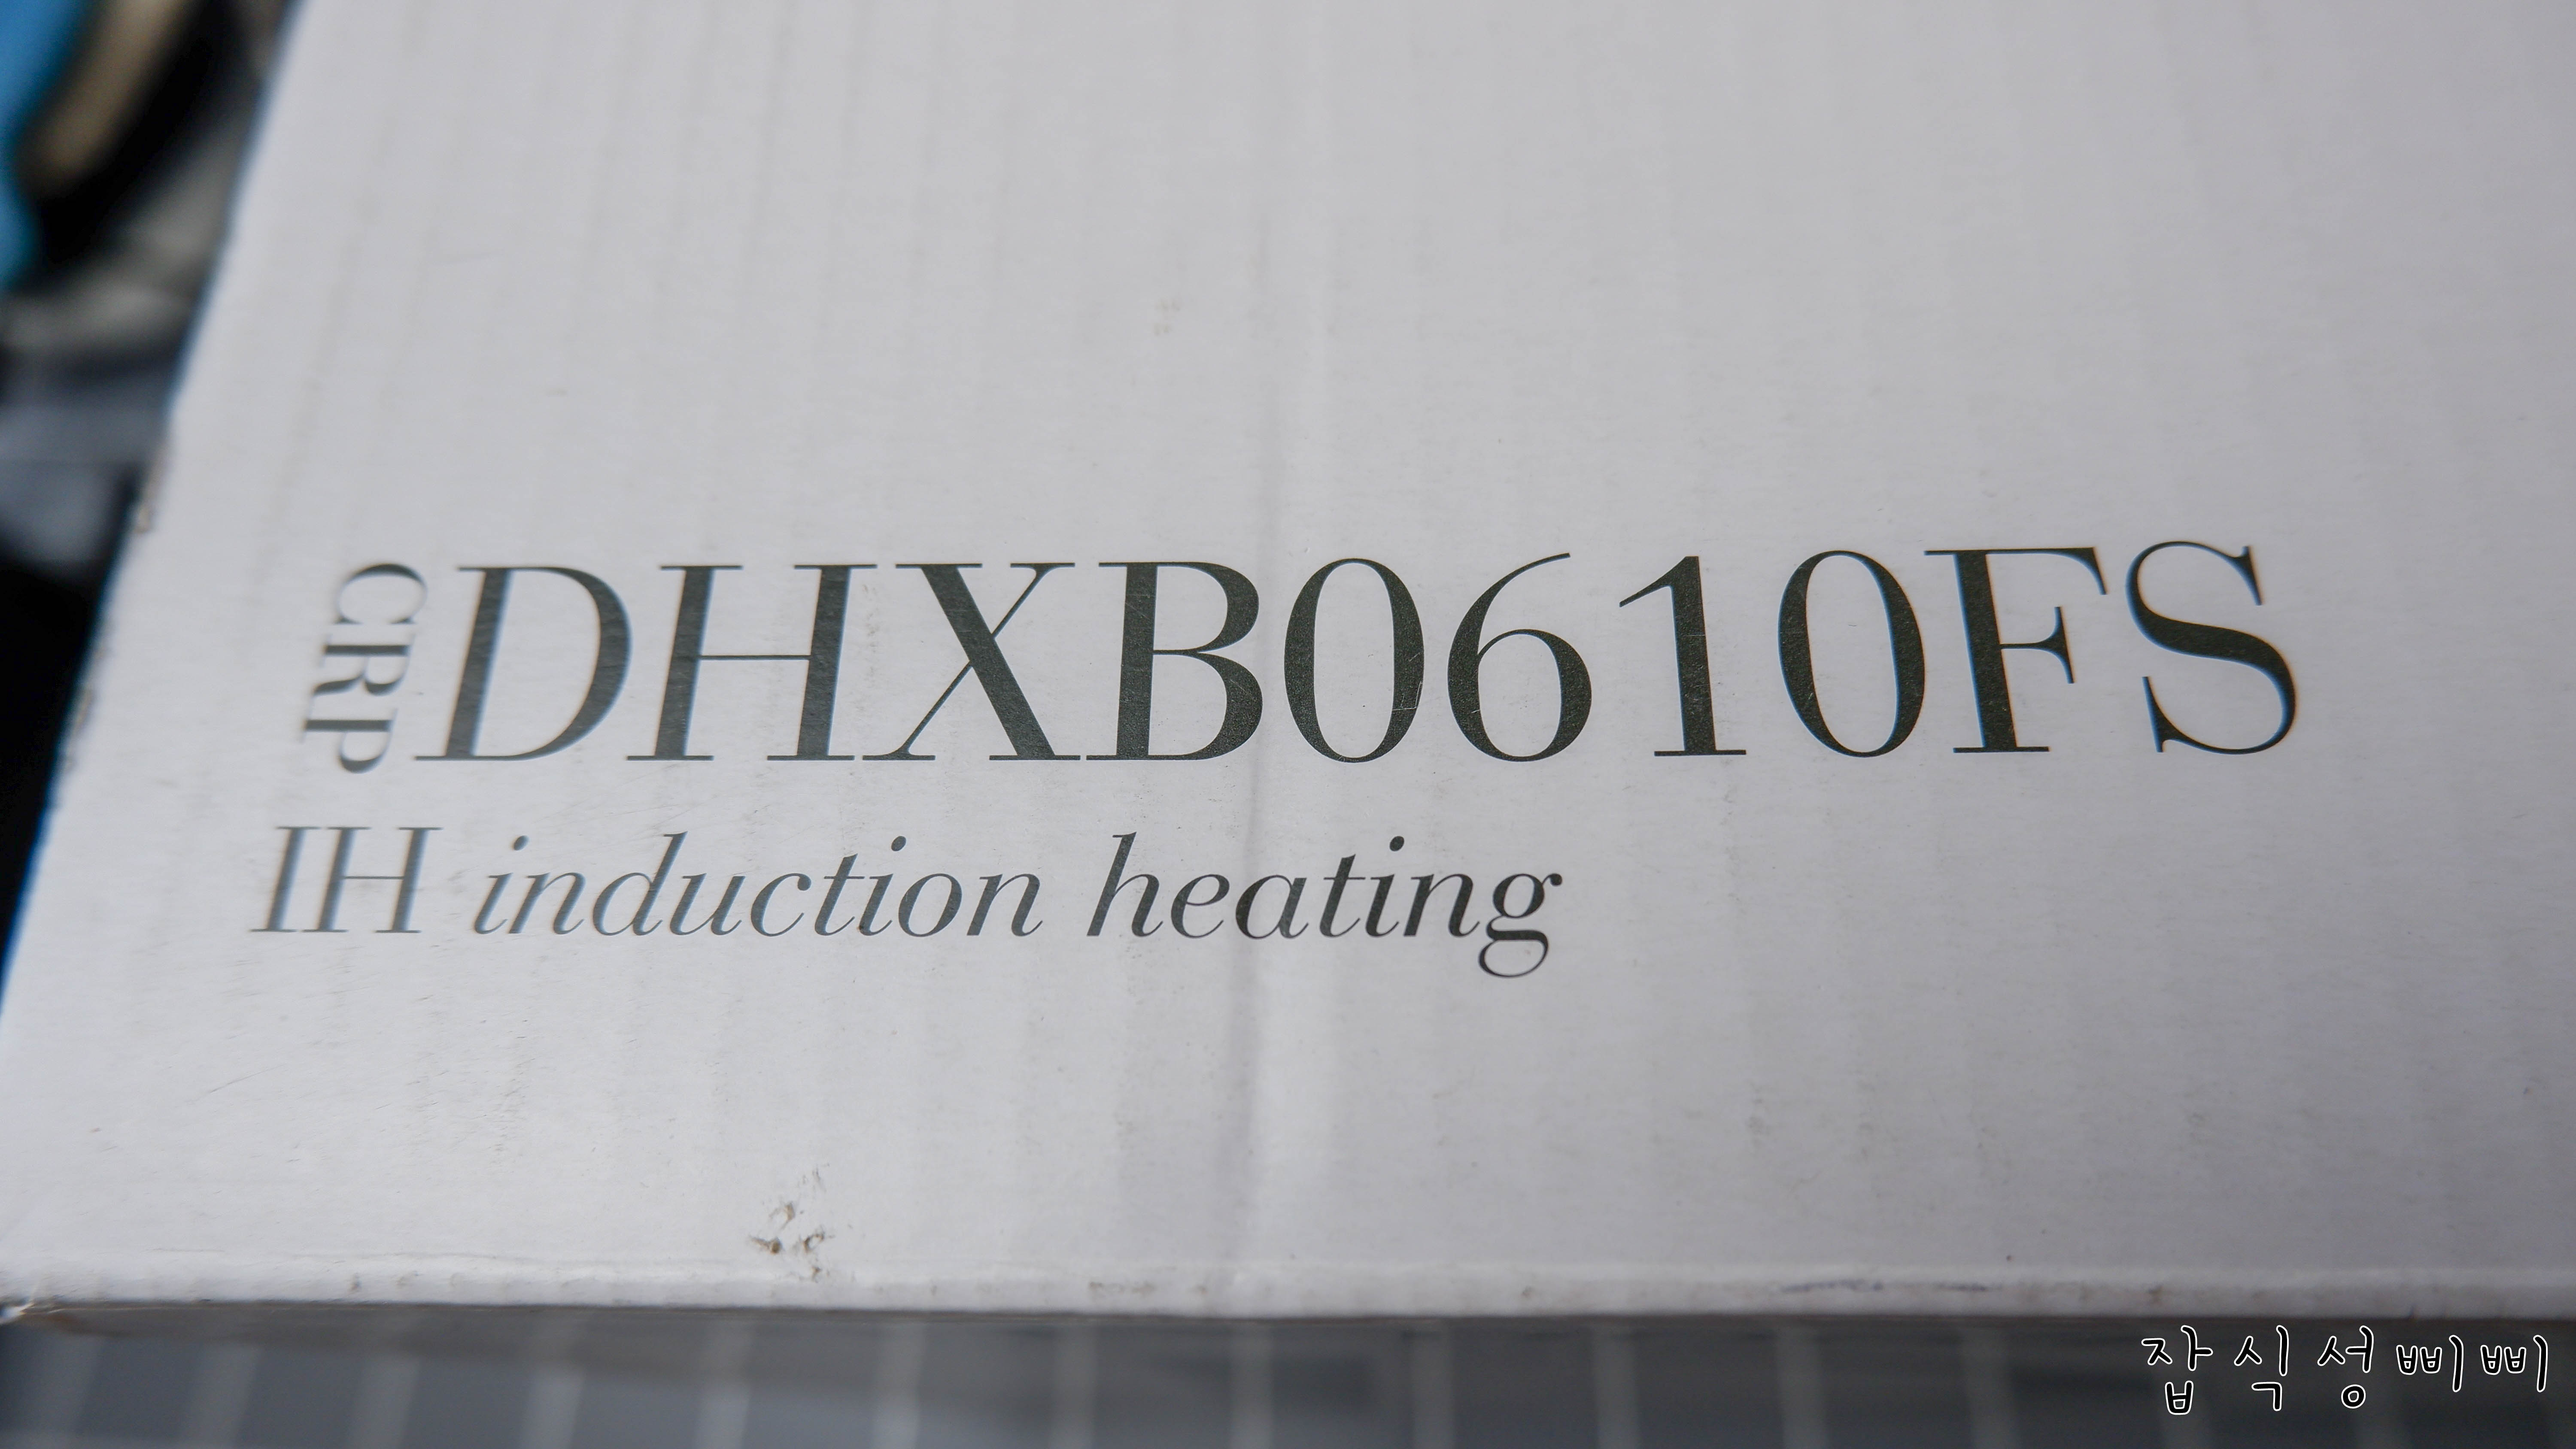 CRP DHXB0610FS
IH induction heating
잡식성삐삐